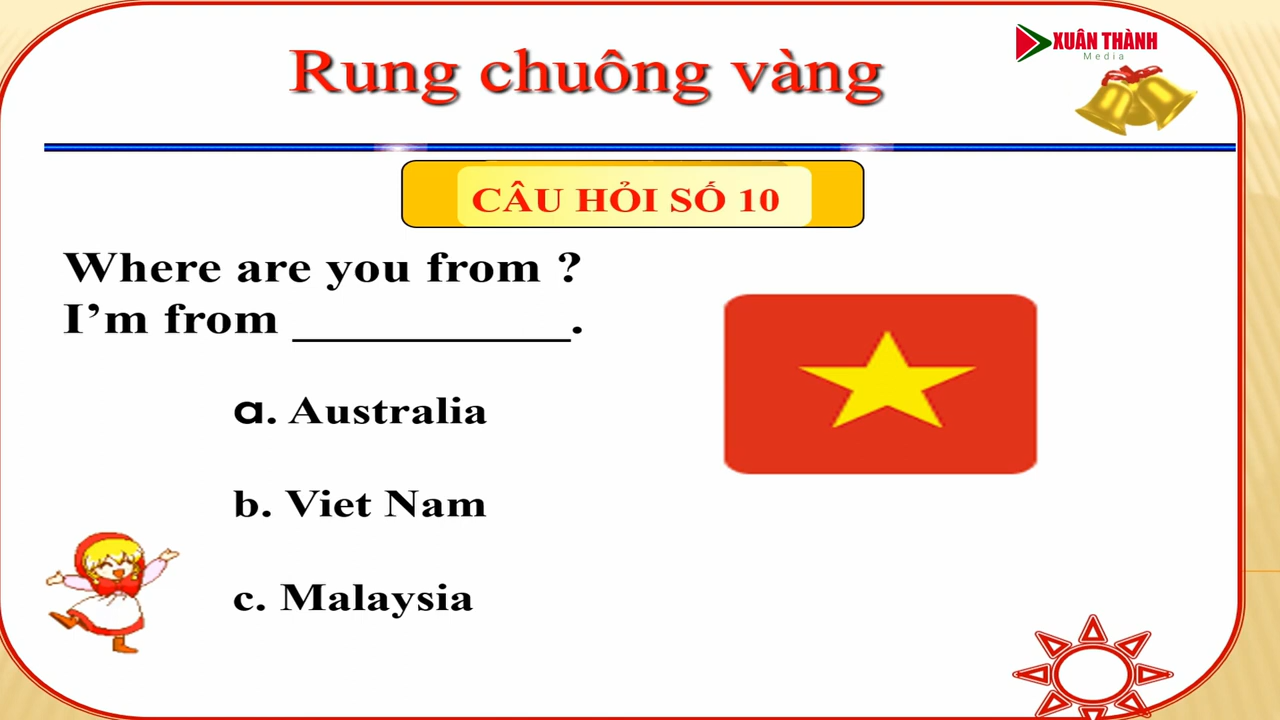 XUÂN THÀNH
Media
Rung chuông vàng
CÂU HỎI SỐ 10
Where are you from ?
I’m from ___________.
a. Australia
b. Viet Nam
c. Malaysia